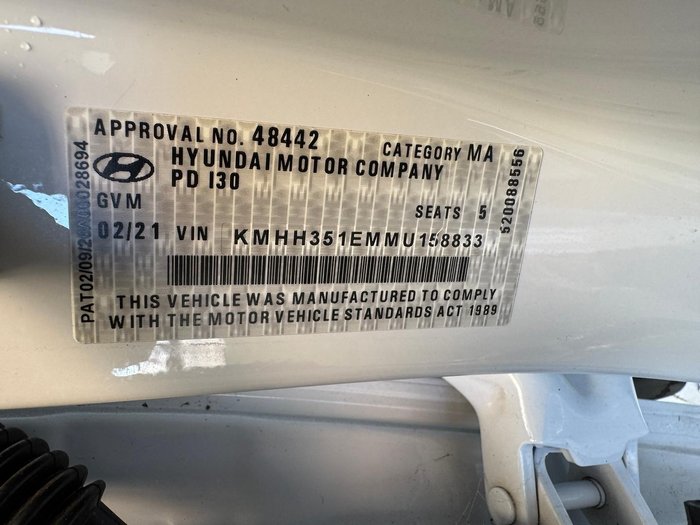 APPROVAL NO. 48442 CATEGORY MA
HYUNDAI MOTOR COMPANY
PD I30
GVM SEATS 5
02/21 VIN KMHH351EMMU158833
THIS VEHICLE WAS MANUFACTURED TO COMPLY
WITH THE MOTOR VEHICLE STANDARDS ACT 1989
520088556